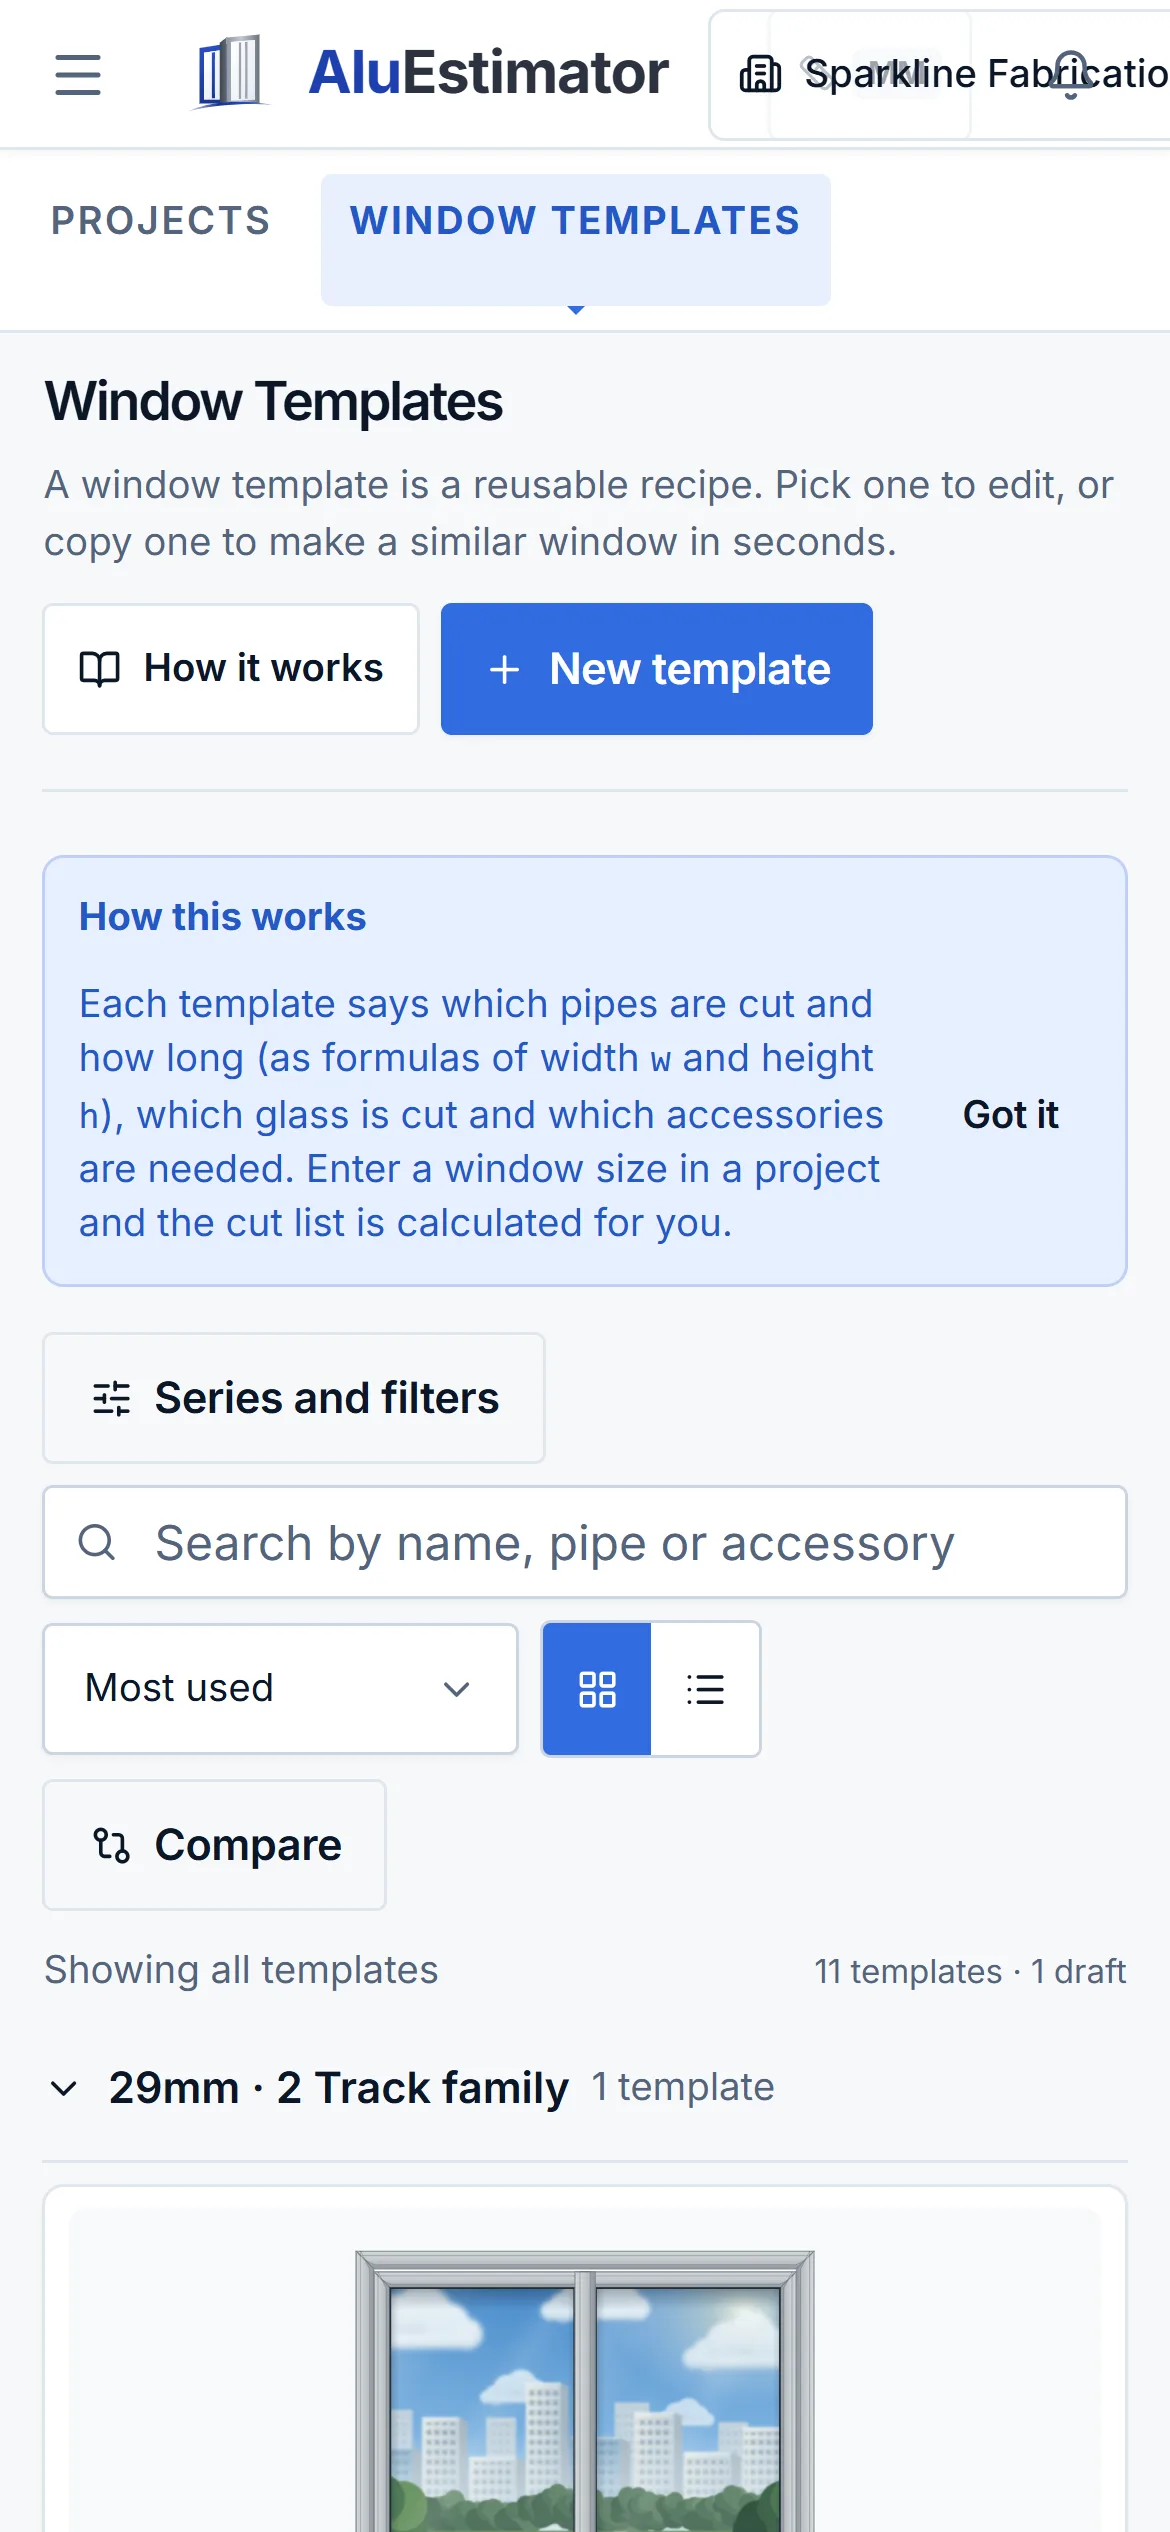 AluEstimator
Sparkline Fabricatio
MM
PROJECTS
WINDOW TEMPLATES
Window Templates
A window template is a reusable recipe. Pick one to edit, or
copy one to make a similar window in seconds.
How it works
New template
How this works
Each template says which pipes are cut and
how long (as formulas of width w and height
h), which glass is cut and which accessories
are needed. Enter a window size in a project
and the cut list is calculated for you.
Got it
Series and filters
Search by name, pipe or accessory
Most used
Compare
Showing all templates
11 templates · 1 draft
29mm · 2 Track family
1 template